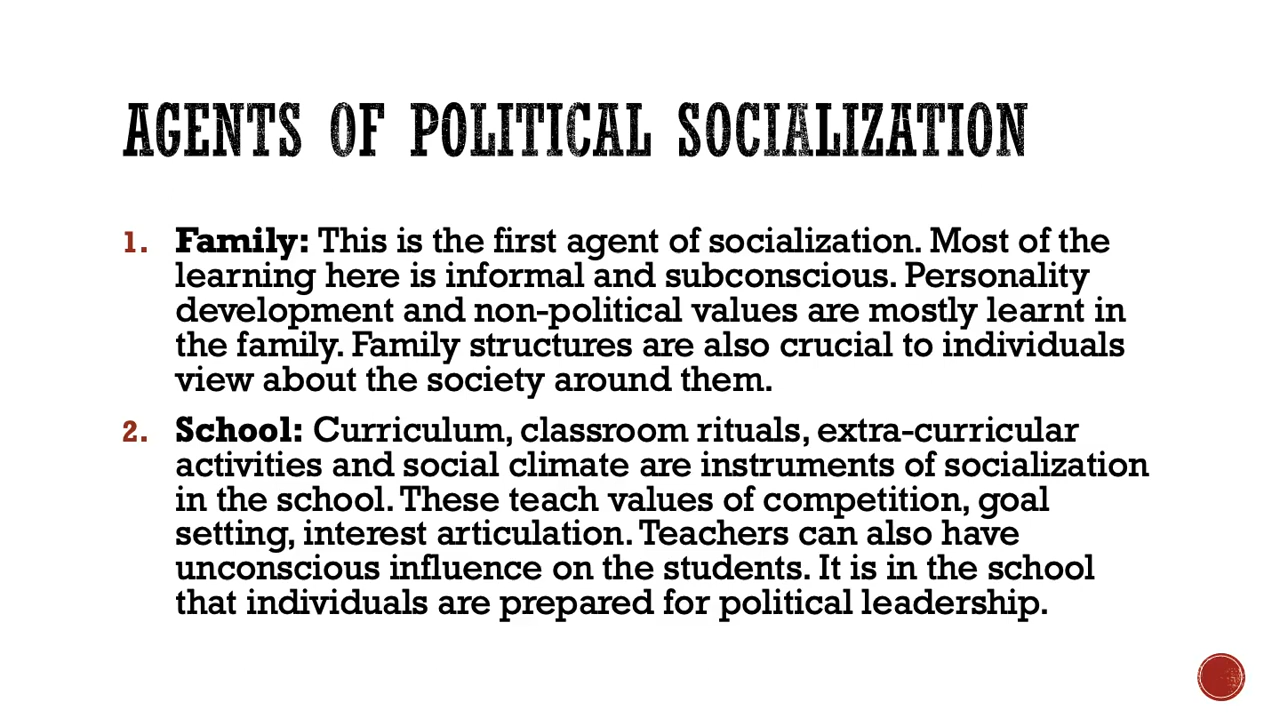 AGENTS OF POLITICAL SOCIALIZATION
1. Family: This is the first agent of socialization. Most of the
learning here is informal and subconscious. Personality
development and non-political values are mostly learnt in
the family. Family structures are also crucial to individuals
view about the society around them.
2. School: Curriculum, classroom rituals, extra-curricular
activities and social climate are instruments of socialization
in the school. These teach values of competition, goal
setting, interest articulation. Teachers can also have
unconscious influence on the students. It is in the school
that individuals are prepared for political leadership.